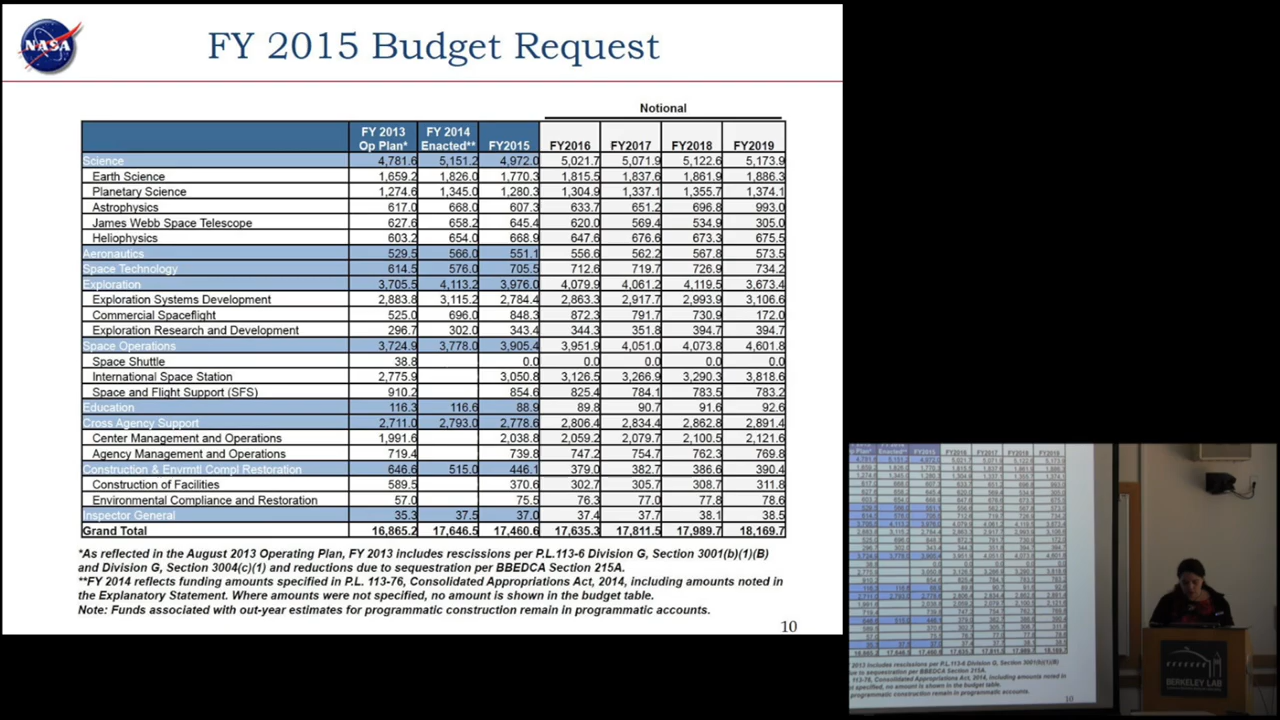 NASA
FY 2015 Budget Request
Notional
FY 2013 Op Plan* FY 2014 Enacted** FY2015 FY2016 FY2017 FY2018 FY2019
Science 4,781.6 5,151.2 4,972.0 5,021.7 5,071.9 5,122.6 5,173.9
Earth Science 1,659.2 1,826.0 1,770.3 1,815.5 1,837.6 1,861.9 1,886.3
Planetary Science 1,274.6 1,345.0 1,280.3 1,304.9 1,337.1 1,355.7 1,374.1
Astrophysics 617.0 668.0 607.3 633.7 651.2 696.8 993.0
James Webb Space Telescope 627.6 658.2 645.4 620.0 569.4 534.9 305.0
Heliophysics 603.2 654.0 668.9 647.6 676.6 673.3 675.5
Aeronautics 529.5 566.0 551.1 556.6 562.2 567.8 573.5
Space Technology 614.5 576.0 705.5 712.6 719.7 726.9 734.2
Exploration 3,705.5 4,113.2 3,976.0 4,079.9 4,061.2 4,119.5 3,673.4
Exploration Systems Development 2,883.8 3,115.2 2,784.4 2,863.3 2,917.7 2,993.9 3,106.6
Commercial Spaceflight 525.0 696.0 848.3 872.3 791.7 730.9 172.0
Exploration Research and Development 296.7 302.0 343.4 344.3 351.8 394.7 394.7
Space Operations 3,724.9 3,778.0 3,905.4 3,951.9 4,051.0 4,073.8 4,601.8
Space Shuttle 38.8 0.0 0.0 0.0 0.0 0.0
International Space Station 2,775.9 3,050.8 3,126.5 3,266.9 3,290.3 3,818.6
Space and Flight Support (SFS) 910.2 854.6 825.4 784.1 783.5 783.2
Education 116.3 116.6 88.9 89.8 90.7 91.6 92.6
Cross Agency Support 2,711.0 2,793.0 2,778.6 2,806.4 2,834.4 2,862.8 2,891.4
Center Management and Operations 1,991.6 2,038.8 2,059.2 2,079.7 2,100.5 2,121.6
Agency Management and Operations 719.4 739.8 747.2 754.7 762.3 769.8
Construction & Envrmtl Compl Restoration 646.6 515.0 446.1 379.0 382.7 386.6 390.4
Construction of Facilities 589.5 370.6 302.7 305.7 308.7 311.8
Environmental Compliance and Restoration 57.0 75.5 76.3 77.0 77.8 78.6
Inspector General 35.3 37.5 37.0 37.4 37.7 38.1 38.5
Grand Total 16,865.2 17,646.5 17,460.6 17,635.3 17,811.5 17,989.7 18,169.7
*As reflected in the August 2013 Operating Plan, FY 2013 includes rescissions per P.L.113-6 Division G, Section 3001(b)(1)(B)
and Division G, Section 3004(c)(1) and reductions due to sequestration per BBEDCA Section 215A.
**FY 2014 reflects funding amounts specified in P.L. 113-76, Consolidated Appropriations Act, 2014, including amounts noted in
the Explanatory Statement. Where amounts were not specified, no amount is shown in the budget table.
Note: Funds associated with out-year estimates for programmatic construction remain in programmatic accounts.
10
BERKELEY LAB